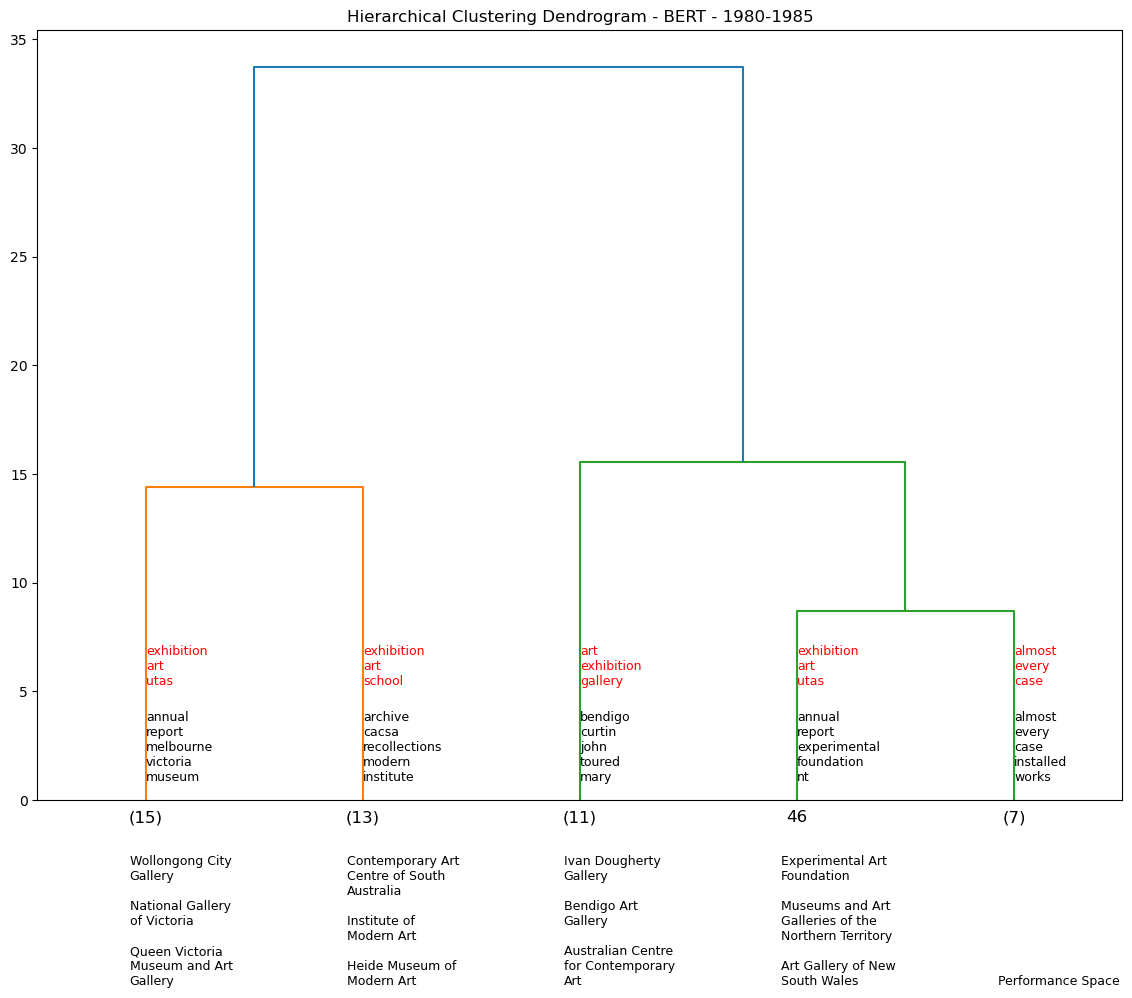 Hierarchical Clustering Dendrogram - BERT - 1980-1985
35
30
25
20
15
10
5
0
exhibition
art
utas
annual
report
melbourne
victoria
museum
(15)
Wollongong City
Gallery
National Gallery
of Victoria
Queen Victoria
Museum and Art
Gallery
exhibition
art
school
archive
cacsa
recollections
modern
institute
(13)
Contemporary Art
Centre of South
Australia
Institute of
Modern Art
Heide Museum of
Modern Art
art
exhibition
gallery
bendigo
curtin
john
toured
mary
(11)
Ivan Dougherty
Gallery
Bendigo Art
Gallery
Australian Centre
for Contemporary
Art
exhibition
art
utas
annual
report
experimental
foundation
nt
46
Experimental Art
Foundation
Museums and Art
Galleries of the
Northern Territory
Art Gallery of New
South Wales
almost
every
case
almost
every
case
installed
works
(7)
Performance Space